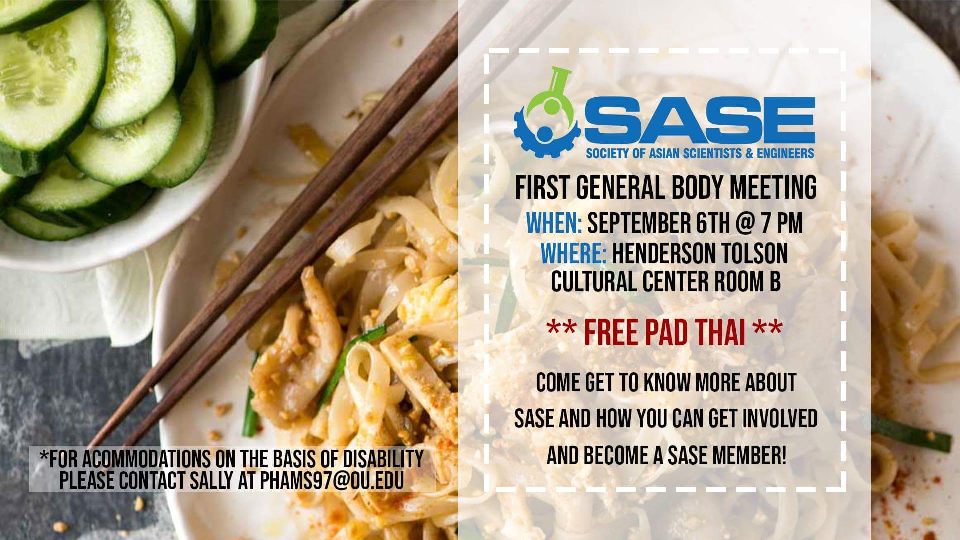 SASE
SOCIETY OF ASIAN SCIENTISTS & ENGINEERS
FIRST GENERAL BODY MEETING
WHEN: SEPTEMBER 6TH @ 7 PM
WHERE: HENDERSON TOLSON
CULTURAL CENTER ROOM B
** FREE PAD THAI **
COME GET TO KNOW MORE ABOUT
SASE AND HOW YOU CAN GET INVOLVED
AND BECOME A SASE MEMBER!
*FOR ACOMMODATIONS ON THE BASIS OF DISABILITY
PLEASE CONTACT SALLY AT PHAMS97@OU.EDU